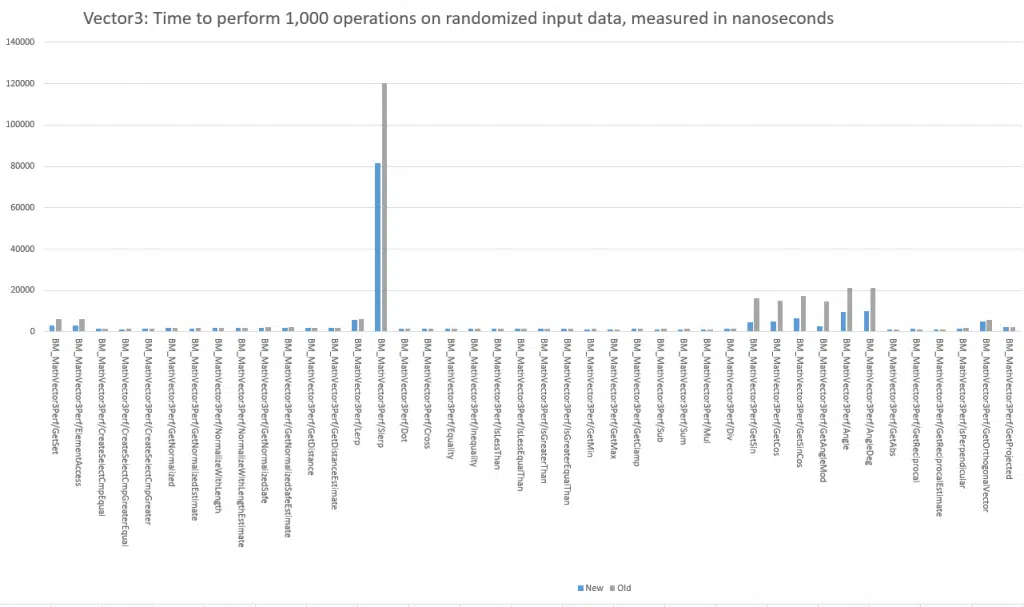 Vector3: Time to perform 1,000 operations on randomized input data, measured in nanoseconds
140000
120000
100000
80000
60000
40000
20000
0
BM_MathVector3Perf/GetSet
BM_MathVector3Perf/ElementAccess
BM_MathVector3Perf/CreateSelectCmpEqual
BM_MathVector3Perf/CreateSelectCmpGreaterEqual
BM_MathVector3Perf/CreateSelectCmpGreater
BM_MathVector3Perf/GetNormalized
BM_MathVector3Perf/GetNormalizedEstimate
BM_MathVector3Perf/NormalizeWithLength
BM_MathVector3Perf/NormalizeWithLengthEstimate
BM_MathVector3Perf/GetNormalizedSafe
BM_MathVector3Perf/GetNormalizedSafeEstimate
BM_MathVector3Perf/GetDistance
BM_MathVector3Perf/GetDistanceEstimate
BM_MathVector3Perf/Lerp
BM_MathVector3Perf/Slerp
BM_MathVector3Perf/Dot
BM_MathVector3Perf/Cross
BM_MathVector3Perf/Equality
BM_MathVector3Perf/Inequality
BM_MathVector3Perf/IsLessThan
BM_MathVector3Perf/IsLessEqualThan
BM_MathVector3Perf/IsGreaterThan
BM_MathVector3Perf/IsGreaterEqualThan
BM_MathVector3Perf/GetMin
BM_MathVector3Perf/GetMax
BM_MathVector3Perf/GetClamp
BM_MathVector3Perf/Sub
BM_MathVector3Perf/Sum
BM_MathVector3Perf/Mul
BM_MathVector3Perf/Div
BM_MathVector3Perf/GetSin
BM_MathVector3Perf/GetCos
BM_MathVector3Perf/GetSinCos
BM_MathVector3Perf/GetAngleMod
BM_MathVector3Perf/Angle
BM_MathVector3Perf/AngleDeg
BM_MathVector3Perf/GetAbs
BM_MathVector3Perf/GetReciprocal
BM_MathVector3Perf/GetReciprocalEstimate
BM_MathVector3Perf/IsPerpendicular
BM_MathVector3Perf/GetOrthogonalVector
BM_MathVector3Perf/GetProjected
New Old